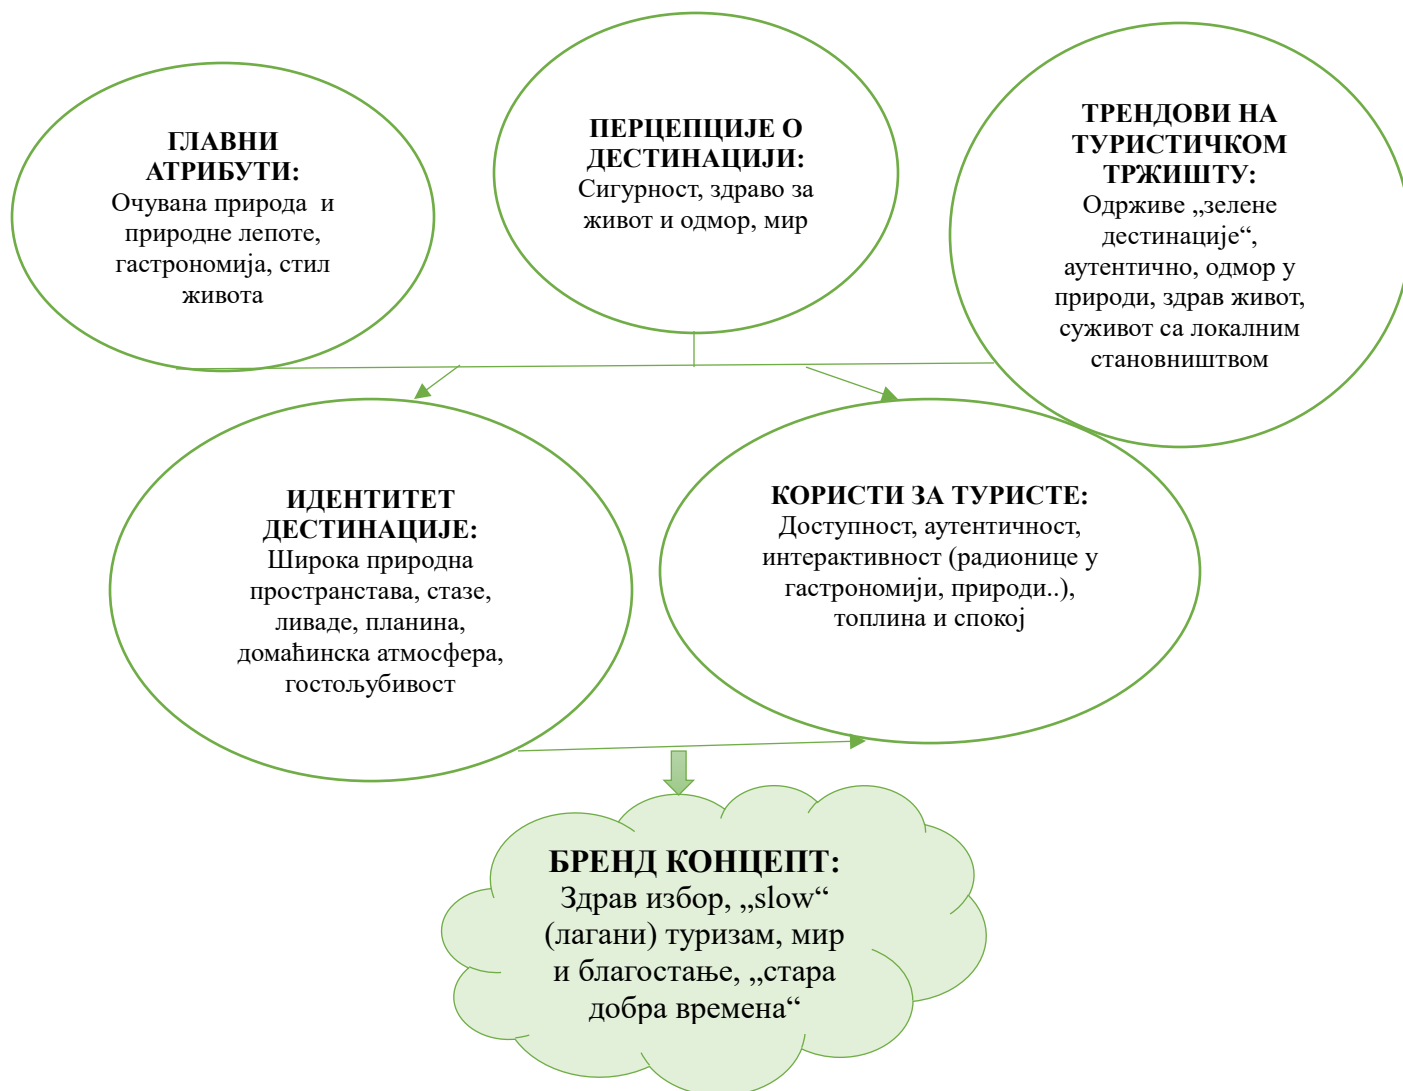 ГЛАВНИ
АТРИБУТИ:
Очувана природа и
природне лепоте,
гастрономија, стил
живота
ПЕРЦЕПЦИЈЕ О
ДЕСТИНАЦИЈИ:
Сигурност, здраво за
живот и одмор, мир
ТРЕНДОВИ НА
ТУРИСТИЧКОМ
ТРЖИШТУ:
Одрживе „зелене
дестинације“,
аутентично, одмор у
природи, здрав живот,
суживот са локалним
становништвом
ИДЕНТИТЕТ
ДЕСТИНАЦИЈЕ:
Широка природна
пространстава, стазе,
ливаде, планина,
домаћинска атмосфера,
гостољубивост
КОРИСТИ ЗА ТУРИСТЕ:
Доступност, аутентичност,
интерактивност (радионице у
гастрономији, природи..),
топлина и спокој
БРЕНД КОНЦЕПТ:
Здрав избор, „slow“
(лагани) туризам, мир
и благостање, „стара
добра времена“